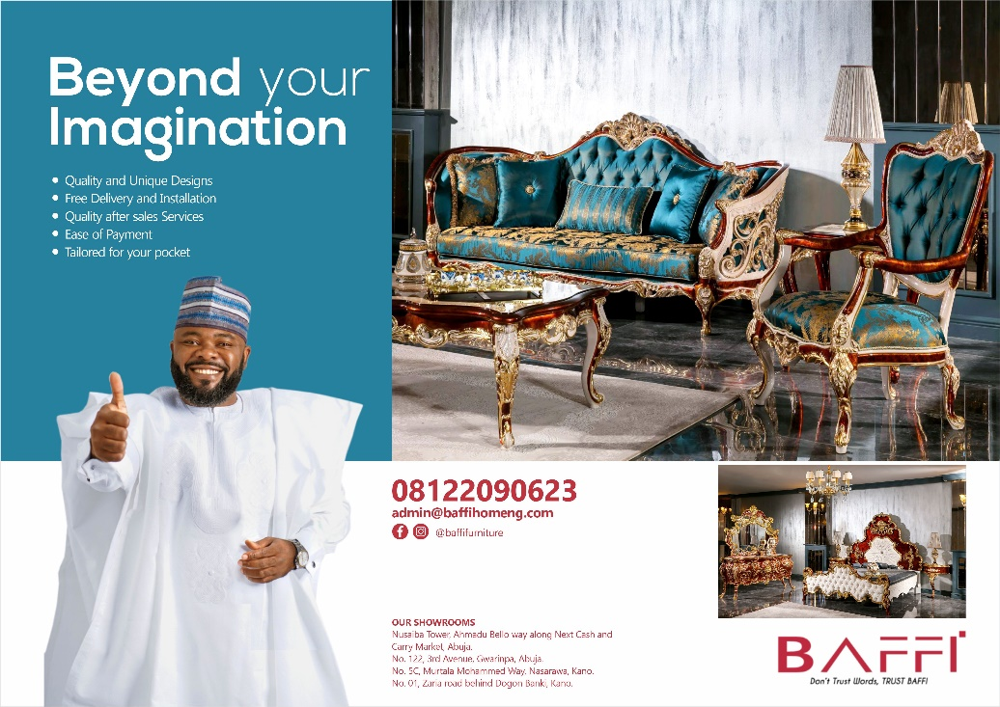 Beyond your
Imagination
• Quality and Unique Designs
• Free Delivery and Installation
• Quality after sales Services
• Ease of Payment
• Tailored for your pocket
08122090623
admin@baffihomeng.com
@baffifurniture
OUR SHOWROOMS
Nusaiba Tower, Ahmadu Bello way along Next Cash and
Carry Market, Abuja.
No. 122, 3rd Avenue, Gwarinpa, Abuja.
No. 5C, Murtala Mohammed Way, Nasarawa, Kano.
No. 01, Zaria road behind Dogon Banki, Kano.
BAFFI
Don't Trust Words, TRUST BAFFI